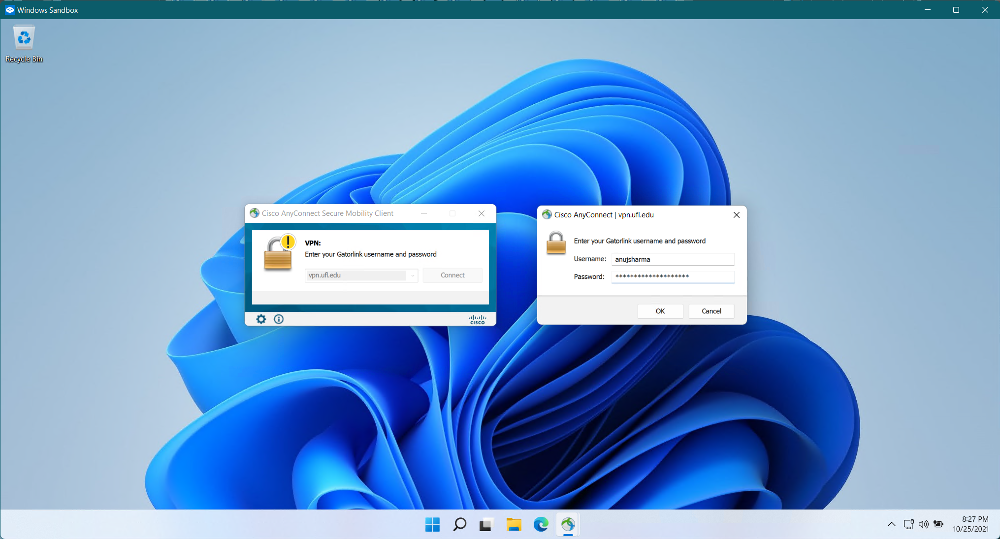 Windows Sandbox
Recycle Bin
Cisco AnyConnect Secure Mobility Client
VPN:
Enter your Gatorlink username and password
vpn.ufl.edu
Connect
CISCO
Cisco AnyConnect | vpn.ufl.edu
Enter your Gatorlink username and password
Username: anujsharma
Password: ********************
OK
Cancel
8:27 PM
10/25/2021